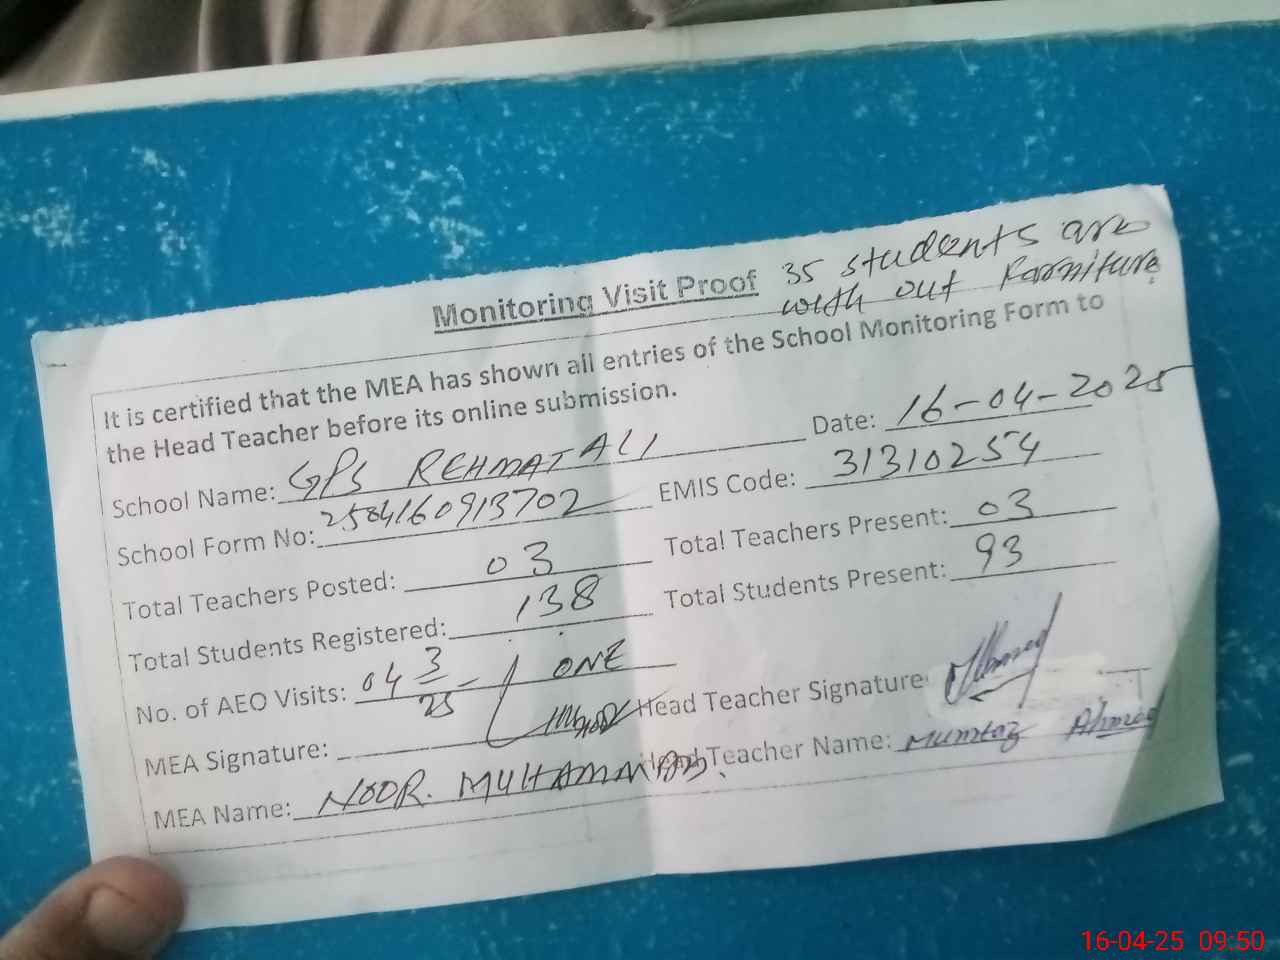 Monitoring Visit Proof 35 students are
with out Farniture
It is certified that the MEA has shown all entries of the School Monitoring Form to
the Head Teacher before its online submission.
School Name: GPS REHMAT ALI Date: 16-04-2025
School Form No: 2504160913702 EMIS Code: 31310254
Total Teachers Posted: 03 Total Teachers Present: 03
Total Students Registered: 138 Total Students Present: 93
No. of AEO Visits: 04 3/25 - ONE
MEA Signature: Head Teacher Signature
MEA Name: NOOR. MUHAMMAD. Head Teacher Name: Mumtaz Ahmed
16-04-25 09:50